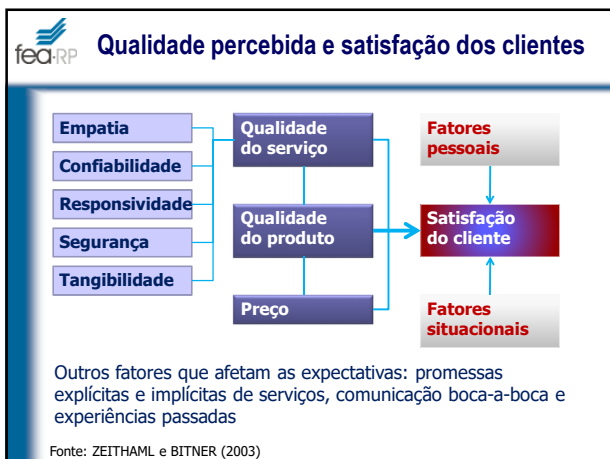 fea-RP
Qualidade percebida e satisfação dos clientes
Empatia
Confiabilidade
Responsividade
Segurança
Tangibilidade
Qualidade
do serviço
Qualidade
do produto
Preço
Fatores
pessoais
Satisfação
do cliente
Fatores
situacionais
Outros fatores que afetam as expectativas: promessas
explícitas e implícitas de serviços, comunicação boca-a-boca e
experiências passadas
Fonte: ZEITHAML e BITNER (2003)